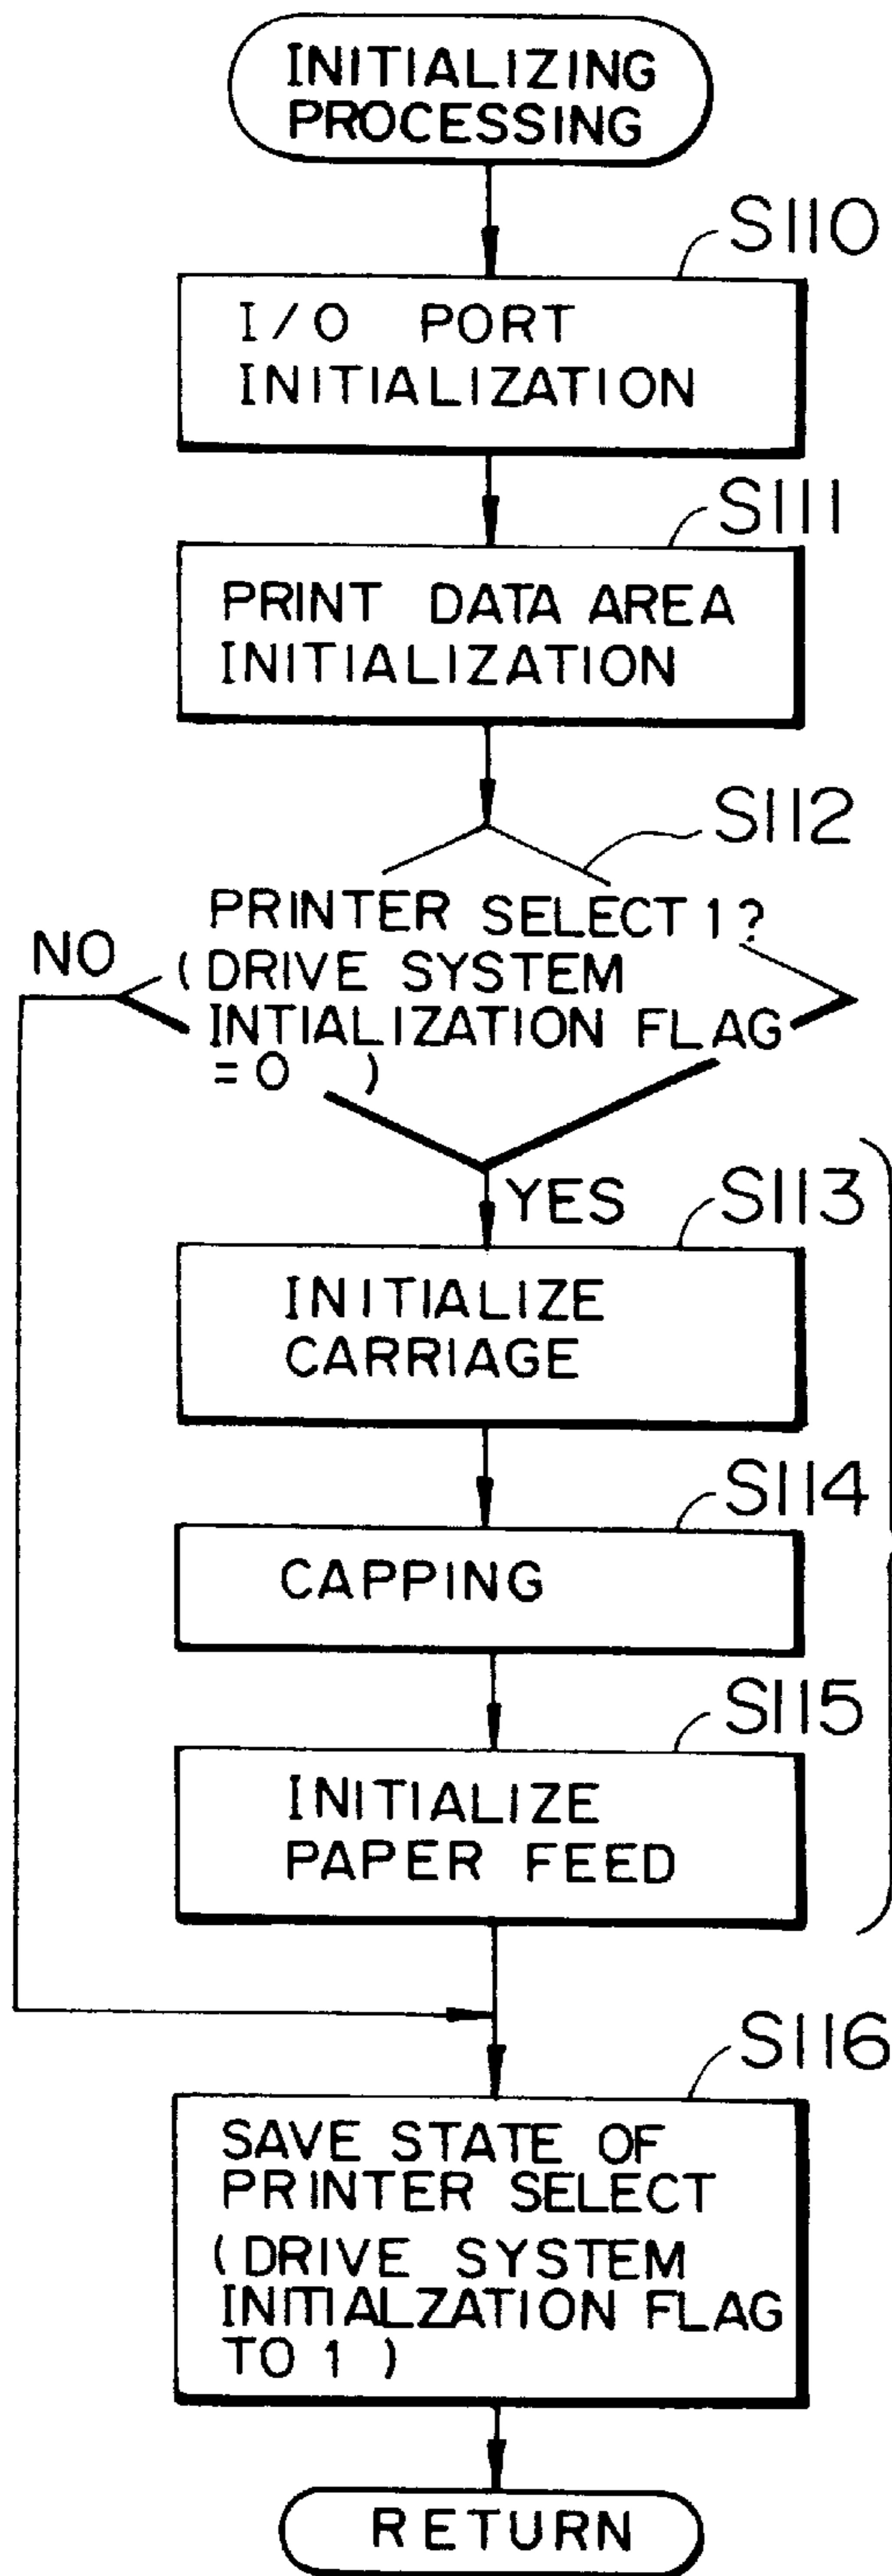 INITIALIZING
PROCESSING
S110
I/O PORT
INITIALIZATION
S111
PRINT DATA AREA
INITIALIZATION
S112
PRINTER SELECT 1?
NO
(DRIVE SYSTEM
INTIALIZATION FLAG
=0 )
YES
S113
INITIALIZE
CARRIAGE
S114
CAPPING
S115
INITIALIZE
PAPER FEED
S116
SAVE STATE OF
PRINTER SELECT
(DRIVE SYSTEM
INITIALZATION FLAG
TO 1 )
RETURN